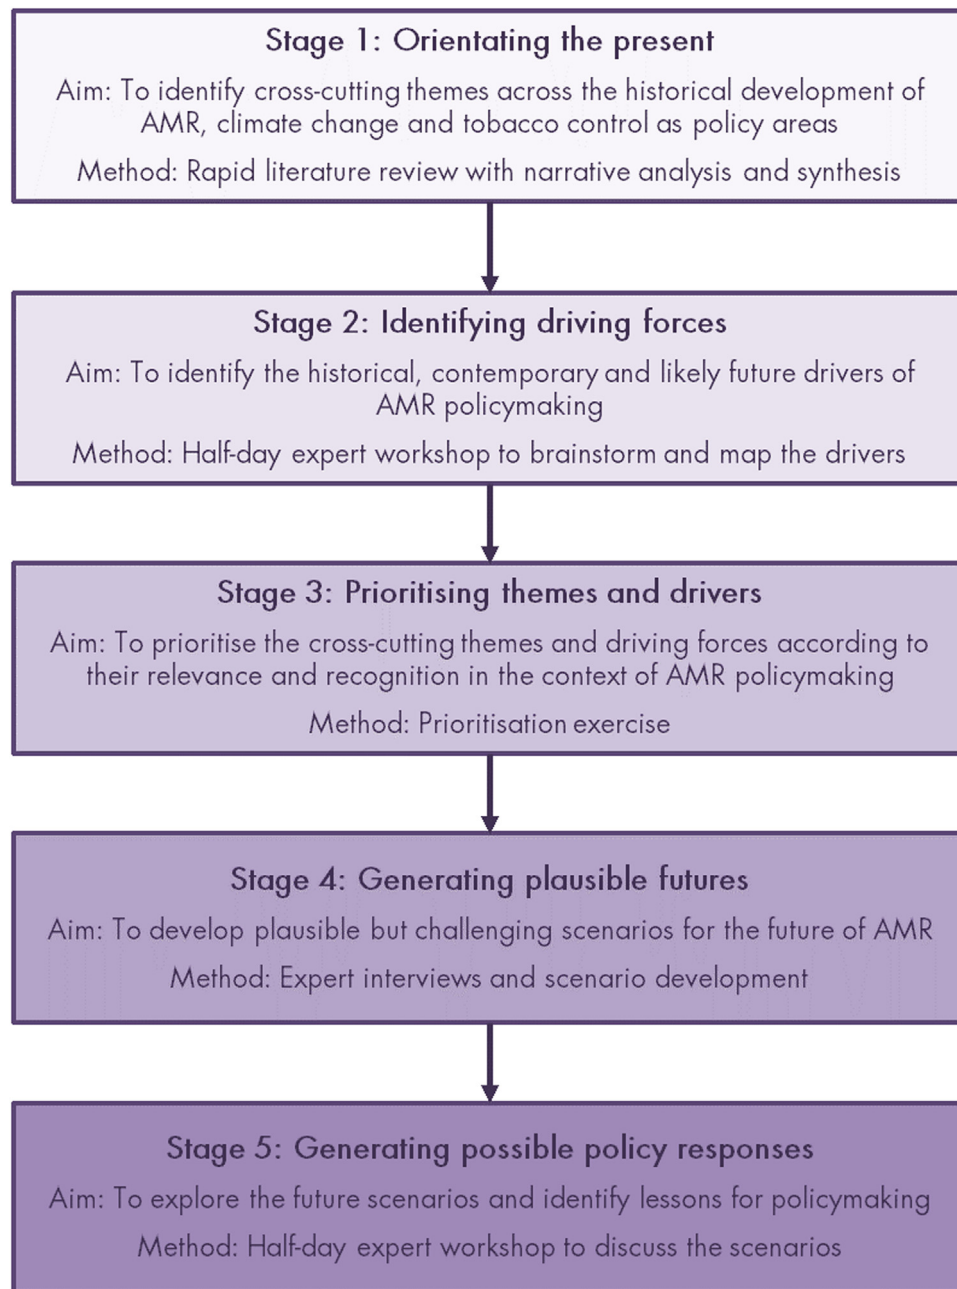 Stage 1: Orientating the present
Aim: To identify cross-cutting themes across the historical development of
AMR, climate change and tobacco control as policy areas
Method: Rapid literature review with narrative analysis and synthesis
Stage 2: Identifying driving forces
Aim: To identify the historical, contemporary and likely future drivers of
AMR policymaking
Method: Half-day expert workshop to brainstorm and map the drivers
Stage 3: Prioritising themes and drivers
Aim: To prioritise the cross-cutting themes and driving forces according to
their relevance and recognition in the context of AMR policymaking
Method: Prioritisation exercise
Stage 4: Generating plausible futures
Aim: To develop plausible but challenging scenarios for the future of AMR
Method: Expert interviews and scenario development
Stage 5: Generating possible policy responses
Aim: To explore the future scenarios and identify lessons for policymaking
Method: Half-day expert workshop to discuss the scenarios